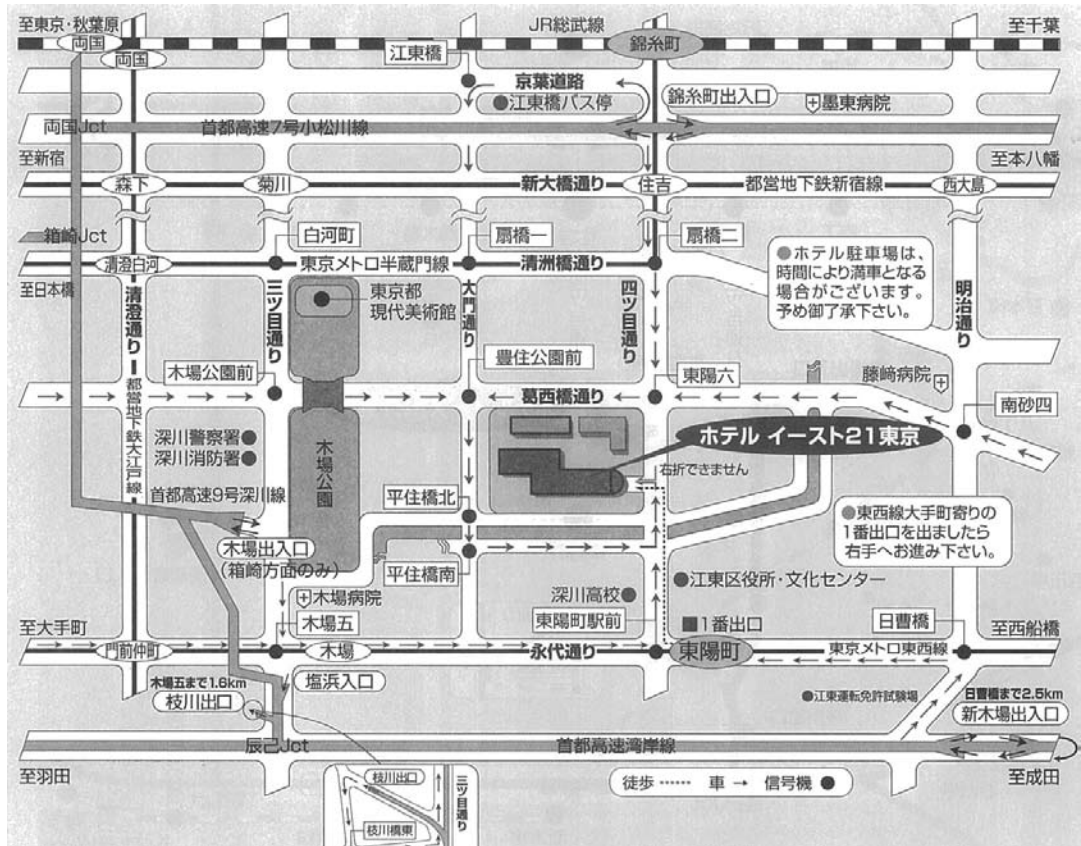 至東京・秋葉原
JR総武線
至千葉
両国
錦糸町
両国
江東橋
京葉道路
江東橋バス停
錦糸町出入口
墨東病院
両国Jct
首都高速7号小松川線
至新宿
至本八幡
森下
菊川
新大橋通り
住吉
都営地下鉄新宿線
西大島
箱崎Jct
白河町
扇橋一
扇橋二
清澄白河
東京メトロ半蔵門線
清洲橋通り
至日本橋
●ホテル駐車場は、
時間により満車となる
場合がございます。
予め御了承下さい。
清澄通り
三ツ目通り
東京都
現代美術館
大門通り
四ツ目通り
明治通り
豊住公園前
木場公園前
東陽六
藤崎病院
葛西橋通り
南砂四
都営地下鉄大江戸線
深川警察署
深川消防署
木場公園
ホテル イースト21東京
右折できません
首都高速9号深川線
平住橋北
●東西線大手町寄りの
1番出口を出ましたら
右手へお進み下さい。
木場出入口
(箱崎方面のみ)
平住橋南
江東区役所・文化センター
木場病院
深川高校
至大手町
木場五
東陽町駅前
1番出口
日曹橋
至西船橋
門前仲町
木場
永代通り
東陽町
東京メトロ東西線
木場五まで1.6km
枝川出口
塩浜入口
江東運転免許試験場
日曹橋まで2.5km
新木場出入口
辰己Jct
首都高速湾岸線
至羽田
至成田
徒歩 車 信号機
枝川出口
三ツ目通り
枝川橋東